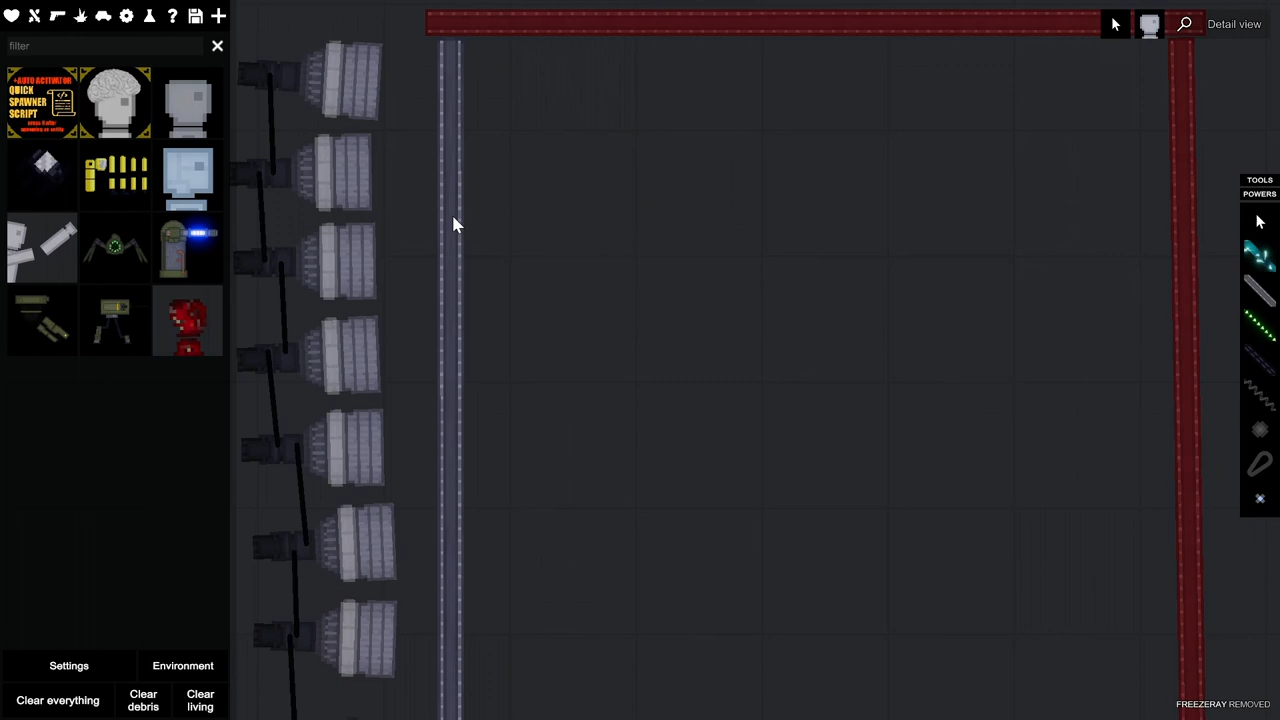 filter
+AUTO ACTIVATOR
QUICK
SPAWNER
SCRIPT
Detail view
TOOLS
POWERS
Settings
Environment
Clear everything
Clear debris
Clear living
FREEZERAY REMOVED